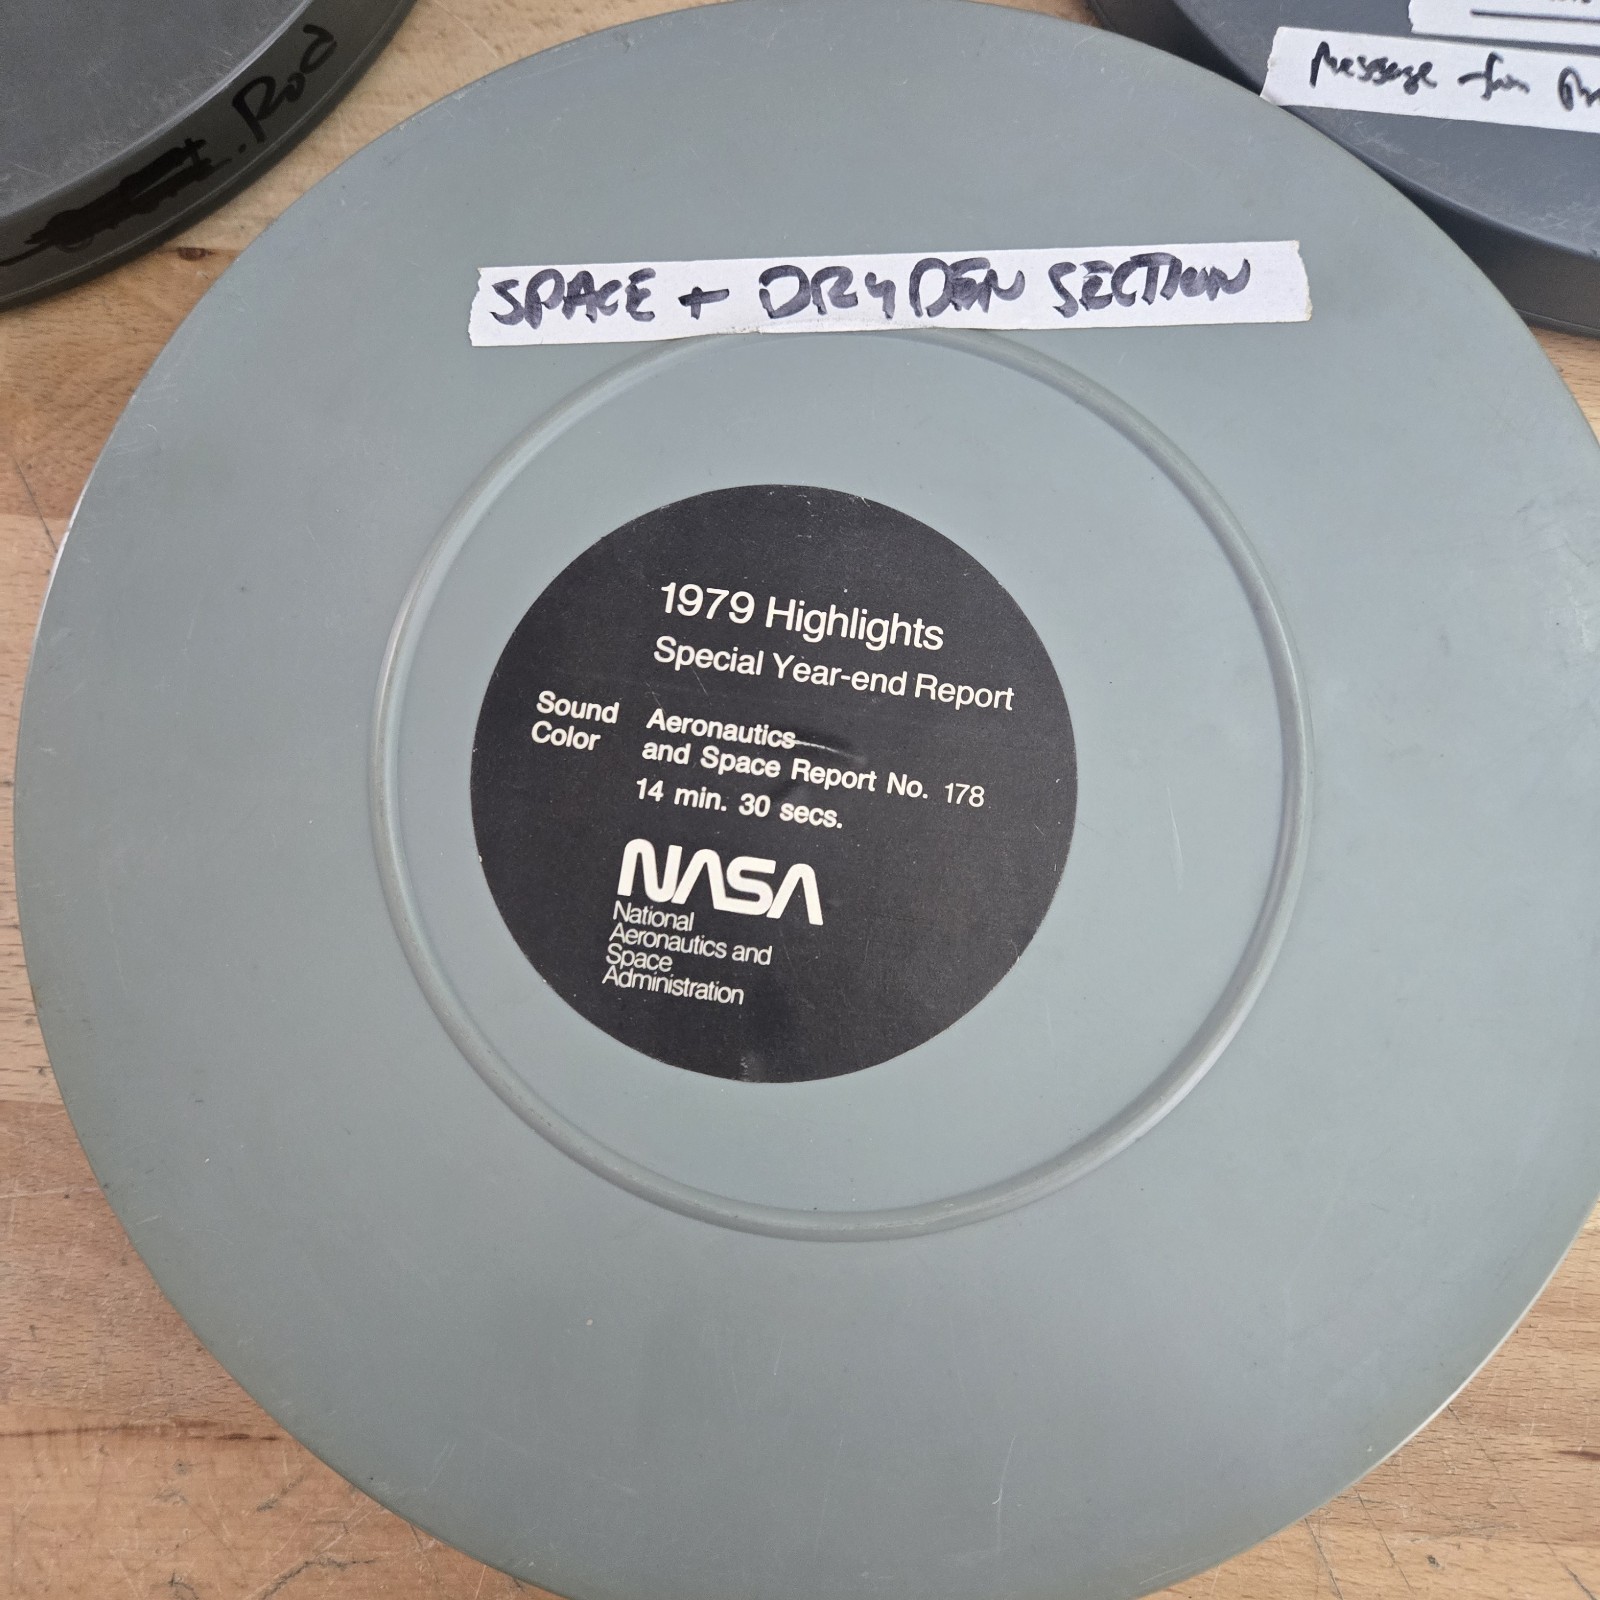 Rod
Message from
SPACE + DRYDEN SECTION
1979 Highlights
Special Year-end Report
Sound
Color
Aeronautics
and Space Report No. 178
14 min. 30 secs.
NASA
National
Aeronautics and
Space
Administration